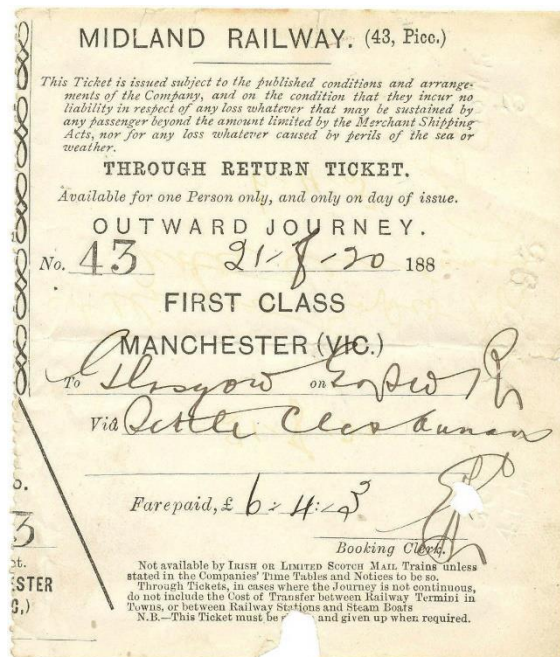 MIDLAND RAILWAY. (43, Picc.)
This Ticket is issued subject to the published conditions and arrange-
ments of the Company, and on the condition that they incur no
liability in respect of any loss whatever that may be sustained by
any passenger beyond the amount limited by the Merchant Shipping
Acts, nor for any loss whatever caused by perils of the sea or
weather.
THROUGH RETURN TICKET.
Available for one Person only, and only on day of issue.
OUTWARD JOURNEY.
No. 43 21-8-20 188
FIRST CLASS
MANCHESTER (VIC.)
To Glasgow on
Via Settle
Farepaid, £ 6:4:3
Booking Clerk.
Not available by IRISH OR LIMITED SCOTCH MAIL Trains unless
stated in the Companies' Time Tables and Notices to be so.
Through Tickets, in cases where the Journey is not continuous,
do not include the Cost of Transfer between Railway Termini in
Towns, or between Railway Stations and Steam Boats
N.B.—This Ticket must be and given up when required.
3
ESTER